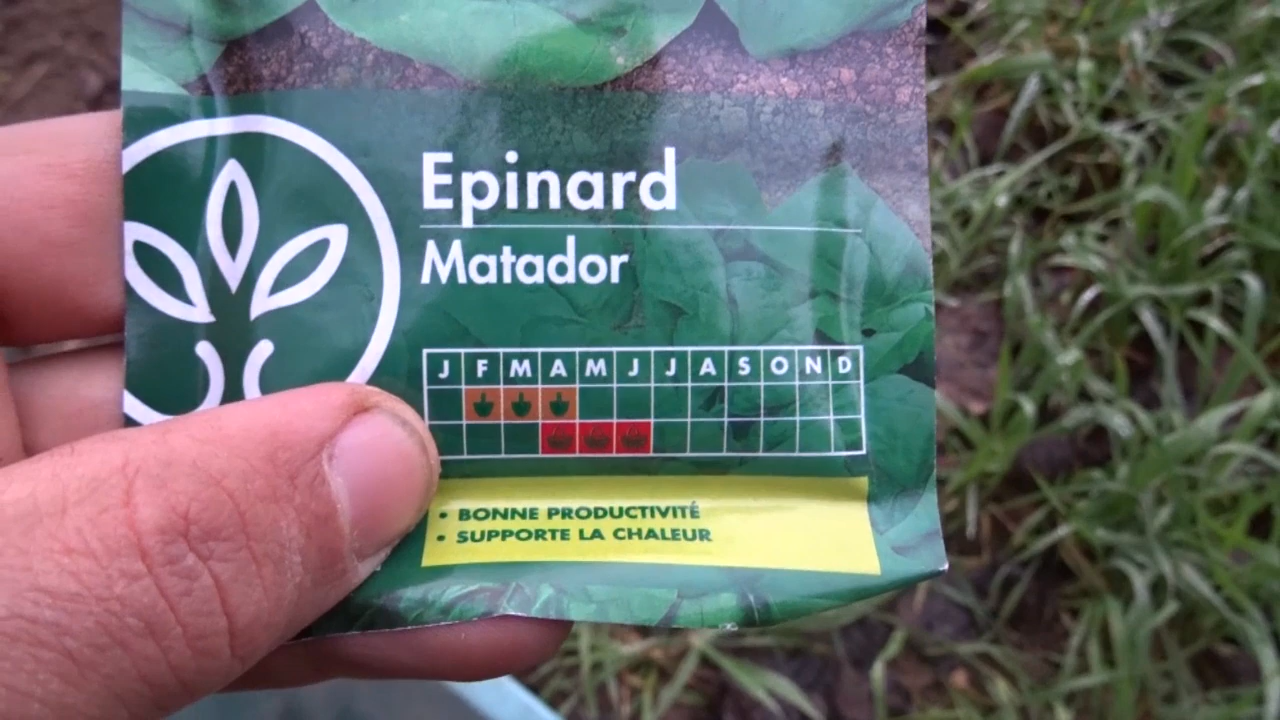 Epinard
Matador
J F M A M J J A S O N D
• BONNE PRODUCTIVITÉ
• SUPPORTE LA CHALEUR